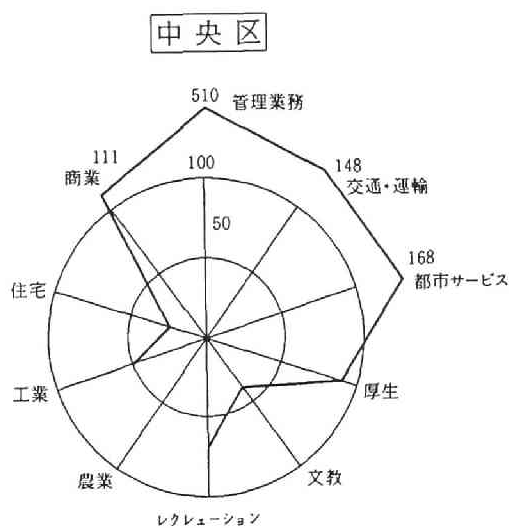 中央区
510 管理業務
111
商業
100
148
交通・運輸
50
168
都市サービス
住宅
工業
厚生
農業
文教
レクレーション